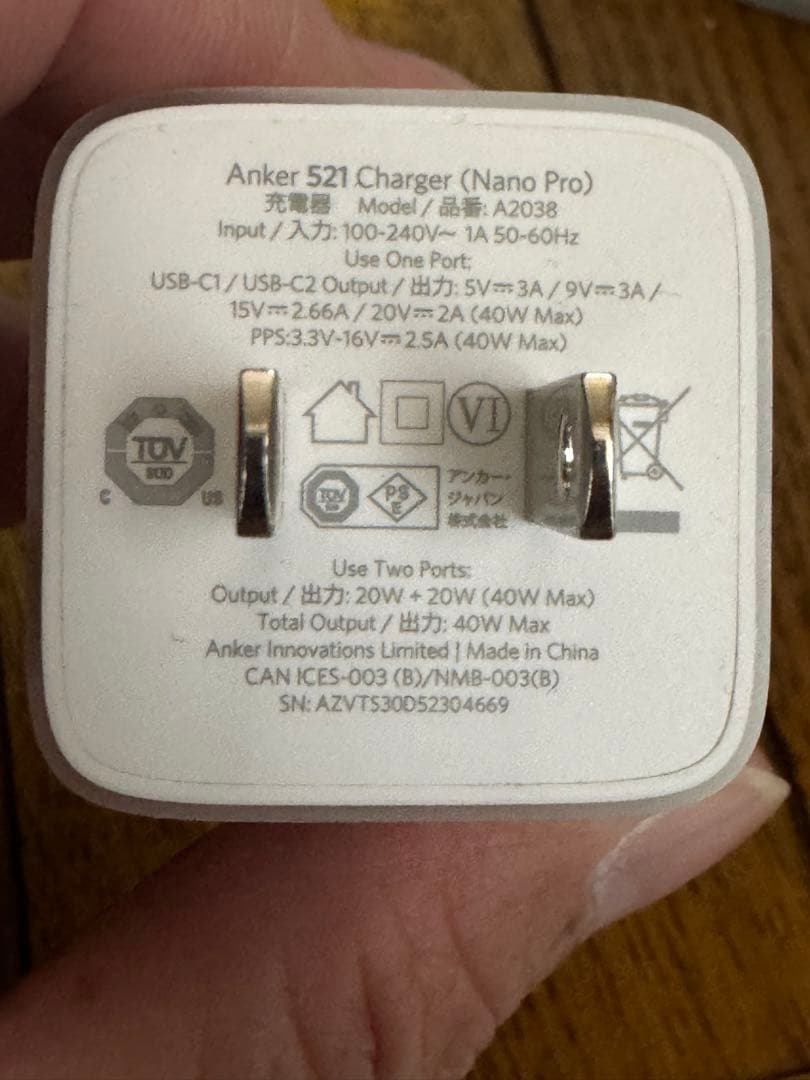 Anker 521 Charger (Nano Pro)
充電器 Model / 品番: A2038
Input / 入力: 100-240V~ 1A 50-60Hz
Use One Port:
USB-C1 / USB-C2 Output / 出力: 5V⎓3A / 9V⎓3A /
15V⎓2.66A / 20V⎓2A (40W Max)
PPS:3.3V-16V⎓2.5A (40W Max)
TÜV
SÜD
C US
VI
TÜV
PS
E
アンカー・
ジャパン
株式会社
Use Two Ports:
Output / 出力: 20W + 20W (40W Max)
Total Output / 出力: 40W Max
Anker Innovations Limited | Made in China
CAN ICES-003 (B)/NMB-003(B)
SN: AZVTS30D52304669